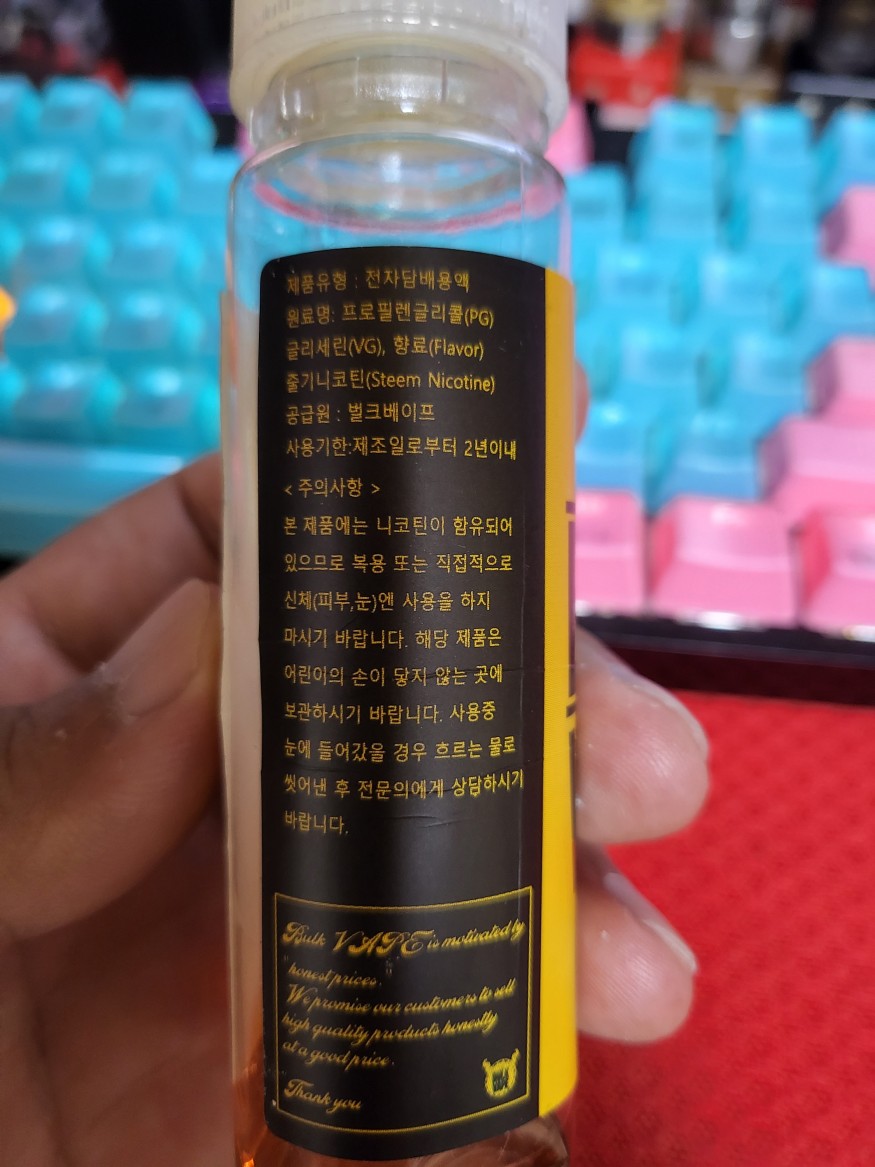 제품유형 : 전자담배용액
원료명: 프로필렌글리콜(PG)
글리세린(VG), 향료(Flavor)
줄기니코틴(Steem Nicotine)
공급원 : 벌크베이프
사용기한:제조일로부터 2년이내
< 주의사항 >
본 제품에는 니코틴이 함유되어
있으므로 복용 또는 직접적으로
신체(피부,눈)엔 사용을 하지
마시기 바랍니다. 해당 제품은
어린이의 손이 닿지 않는 곳에
보관하시기 바랍니다. 사용중
눈에 들어갔을 경우 흐르는 물로
씻어낸 후 전문의에게 상담하시기
바랍니다.
Bulk VAPE is motivated by
"honest prices."
We promise our customers to sell
high quality products honestly
at a good price.
Thank you